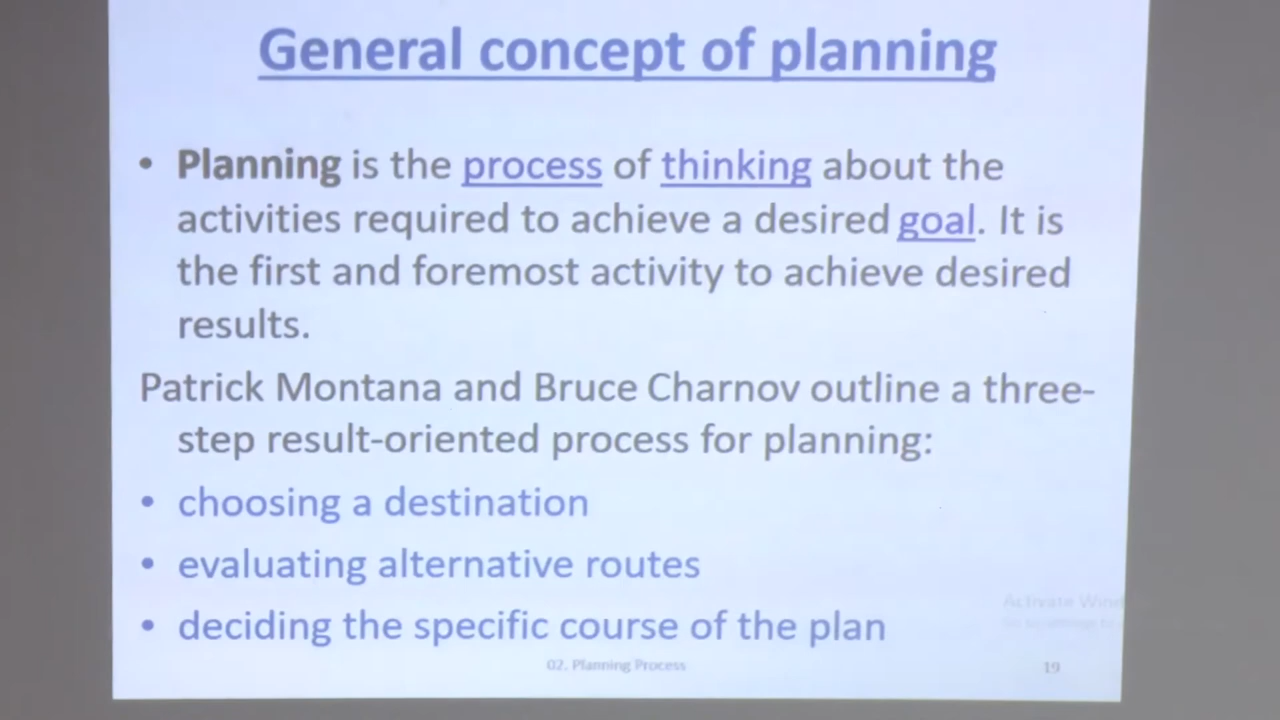 General concept of planning
• Planning is the process of thinking about the
activities required to achieve a desired goal. It is
the first and foremost activity to achieve desired
results.
Patrick Montana and Bruce Charnov outline a three-
step result-oriented process for planning:
• choosing a destination
• evaluating alternative routes
• deciding the specific course of the plan
Activate Wind
02. Planning Process
19